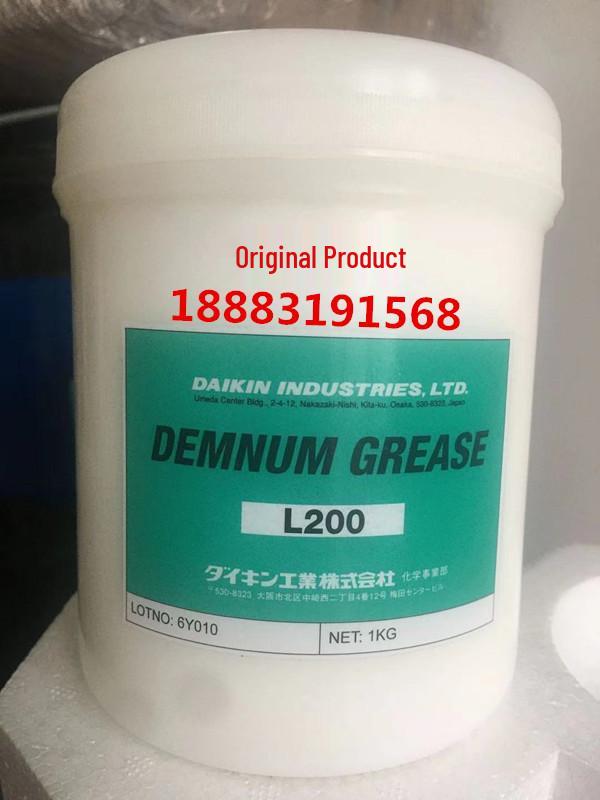 Original Product
18883191568
DAIKIN INDUSTRIES, LTD.
Umeda Center Bldg., 2-4-12, Nakazaki-Nishi, Kita-ku, Osaka, 530-8323, Japan
DEMNUM GREASE
L200
ダイキン工業株式会社 化学事業部
〒530-8323 大阪市北区中崎西二丁目4番12号 梅田センタービル
LOTNO: 6Y010
NET: 1KG